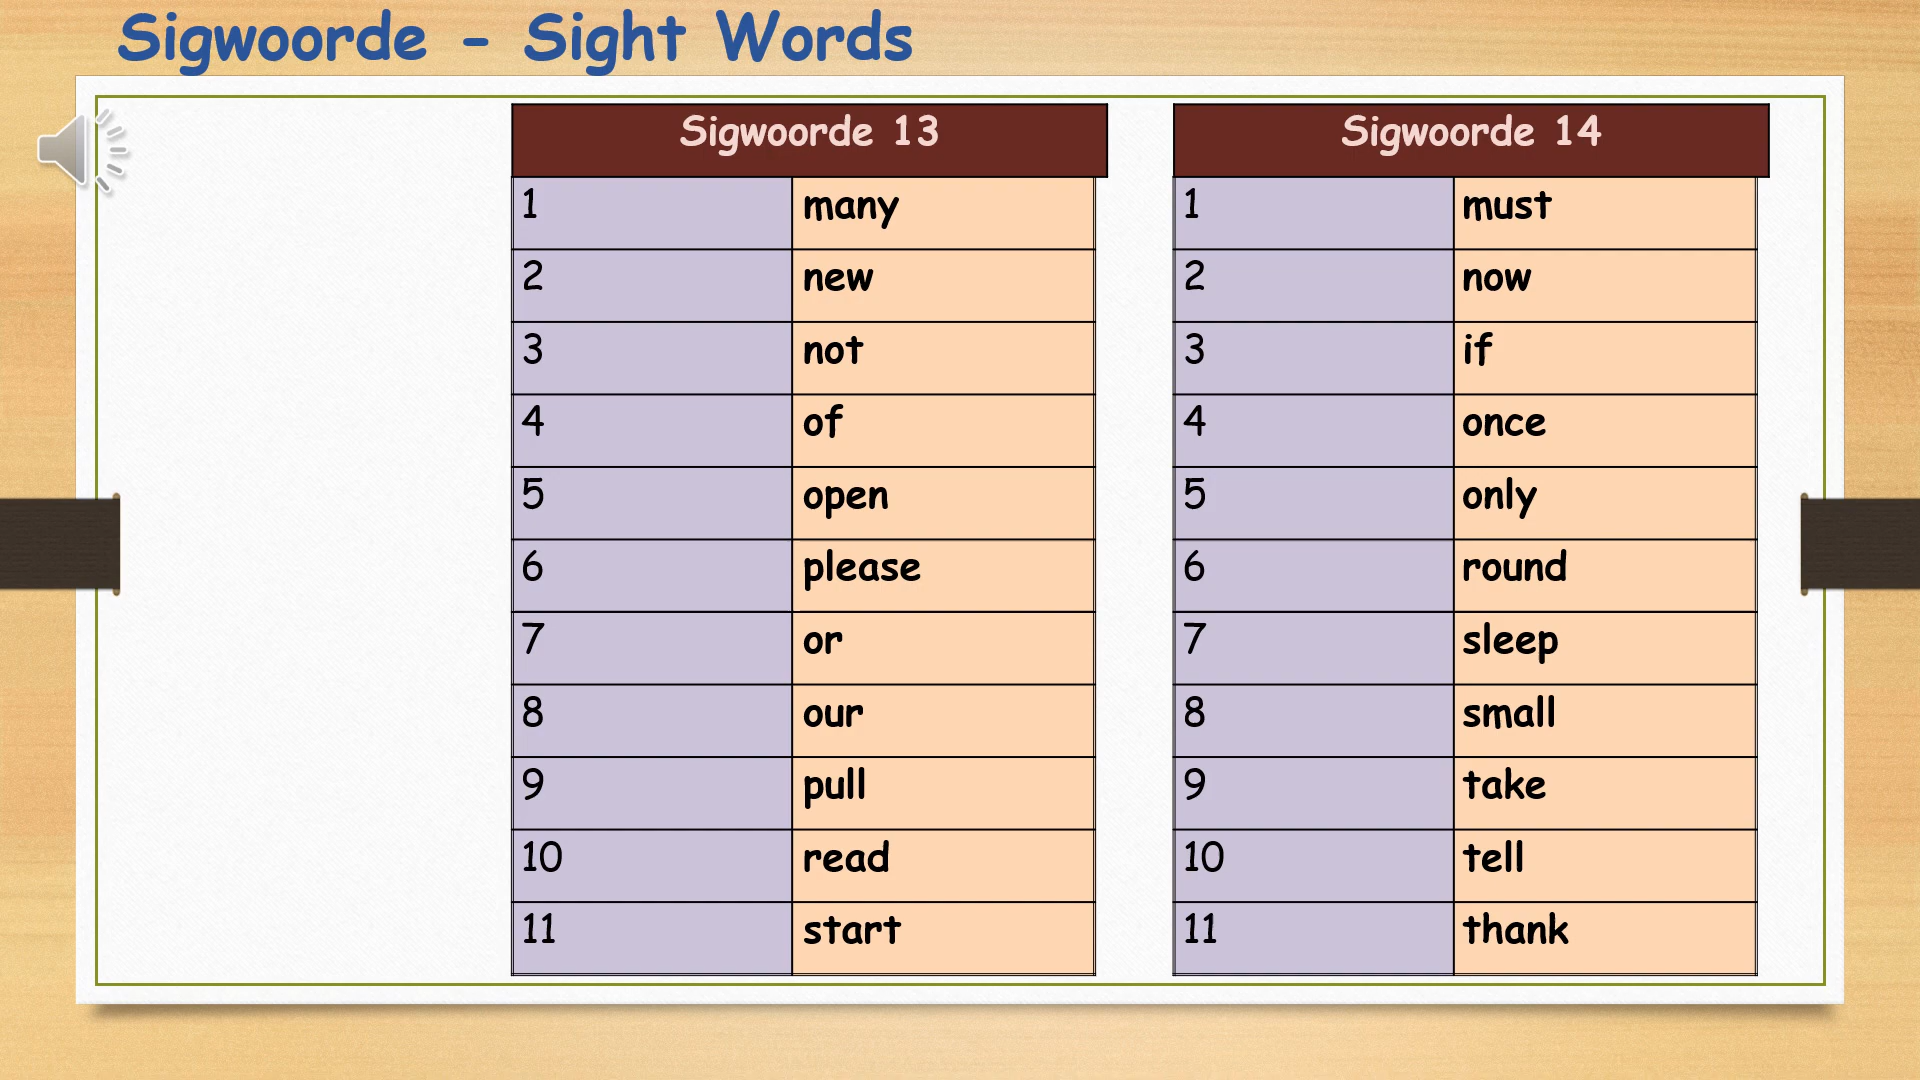 Sigwoorde - Sight Words
Sigwoorde 13
1 many
2 new
3 not
4 of
5 open
6 please
7 or
8 our
9 pull
10 read
11 start
Sigwoorde 14
1 must
2 now
3 if
4 once
5 only
6 round
7 sleep
8 small
9 take
10 tell
11 thank